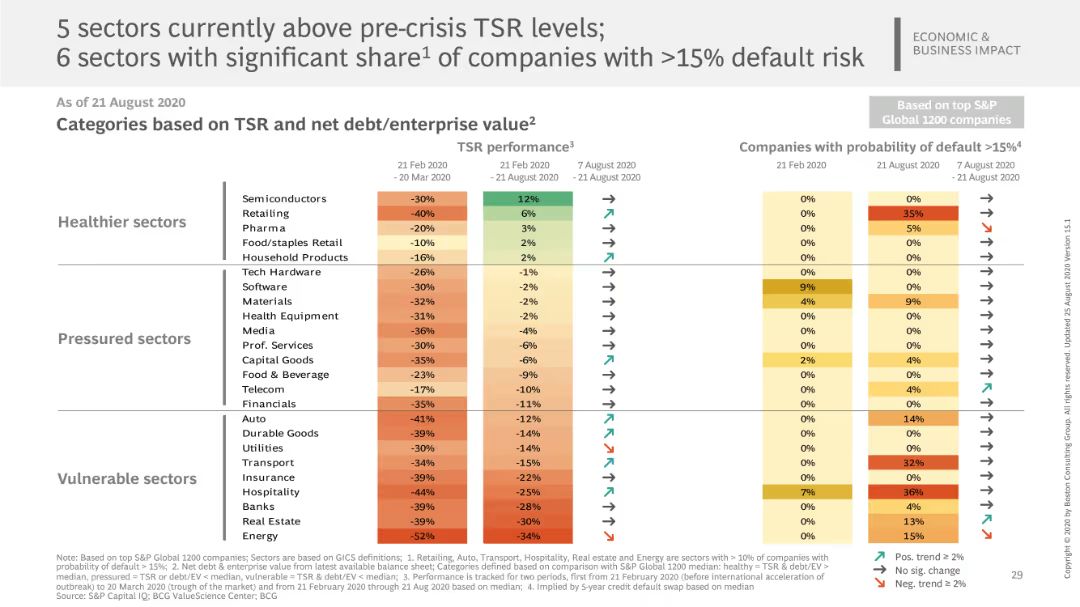 5 sectors currently above pre-crisis TSR levels;
6 sectors with significant share¹ of companies with >15% default risk
ECONOMIC &
BUSINESS IMPACT
As of 21 August 2020
Categories based on TSR and net debt/enterprise value²
Based on top S&P
Global 1200 companies
TSR performance³
Companies with probability of default >15%⁴
21 Feb 2020 - 20 Mar 2020
21 Feb 2020 - 21 August 2020
7 August 2020 - 21 August 2020
21 Feb 2020
21 August 2020
7 August 2020 - 21 August 2020
Healthier sectors
Semiconductors -30% 12% → 0% 0% →
Retailing -40% 6% ↗ 0% 35% →
Pharma -20% 3% → 0% 5% ↘
Food/staples Retail -10% 2% → 0% 0% →
Household Products -16% 2% ↗ 0% 0% →
Pressured sectors
Tech Hardware -26% -1% → 0% 0% →
Software -30% -2% → 9% 0% →
Materials -32% -2% → 4% 9% →
Health Equipment -31% -2% → 0% 0% →
Media -36% -4% → 0% 0% →
Prof. Services -30% -6% → 0% 0% →
Capital Goods -35% -6% ↗ 2% 4% →
Food & Beverage -23% -9% → 0% 0% →
Telecom -17% -10% → 0% 4% ↗
Financials -35% -11% → 0% 0% →
Vulnerable sectors
Auto -41% -12% ↗ 0% 14% →
Durable Goods -39% -14% ↗ 0% 0% →
Utilities -30% -14% ↘ 0% 0% →
Transport -34% -15% ↗ 0% 32% →
Insurance -39% -22% → 0% 0% →
Hospitality -44% -25% ↗ 7% 36% →
Banks -39% -28% → 0% 4% →
Real Estate -39% -30% → 0% 13% ↗
Energy -52% -34% ↘ 0% 15% ↘
Note: Based on top S&P Global 1200 companies; Sectors are based on GICS definitions; 1. Retailing, Auto, Transport, Hospitality, Real estate and Energy are sectors with > 10% of companies with
probability of default > 15%; 2. Net debt & enterprise value from latest available balance sheet; Categories defined based on comparison with S&P Global 1200 median: healthy = TSR & debt/EV >
median, pressured = TSR or debt/EV < median, vulnerable = TSR & debt/EV < median; 3. Performance is tracked for two periods, first from 21 February 2020 (before international acceleration of
outbreak) to 20 March 2020 (trough of the market) and from 21 February 2020 through 21 Aug 2020 based on median; 4. Implied by 5-year credit default swap based on median
Source: S&P Capital IQ; BCG ValueScience Center; BCG
↗ Pos. trend ≥ 2%
→ No sig. change
↘ Neg. trend ≥ 2%
29
Copyright © 2020 by Boston Consulting Group. All rights reserved. Updated 25 August 2020 Version 15.1